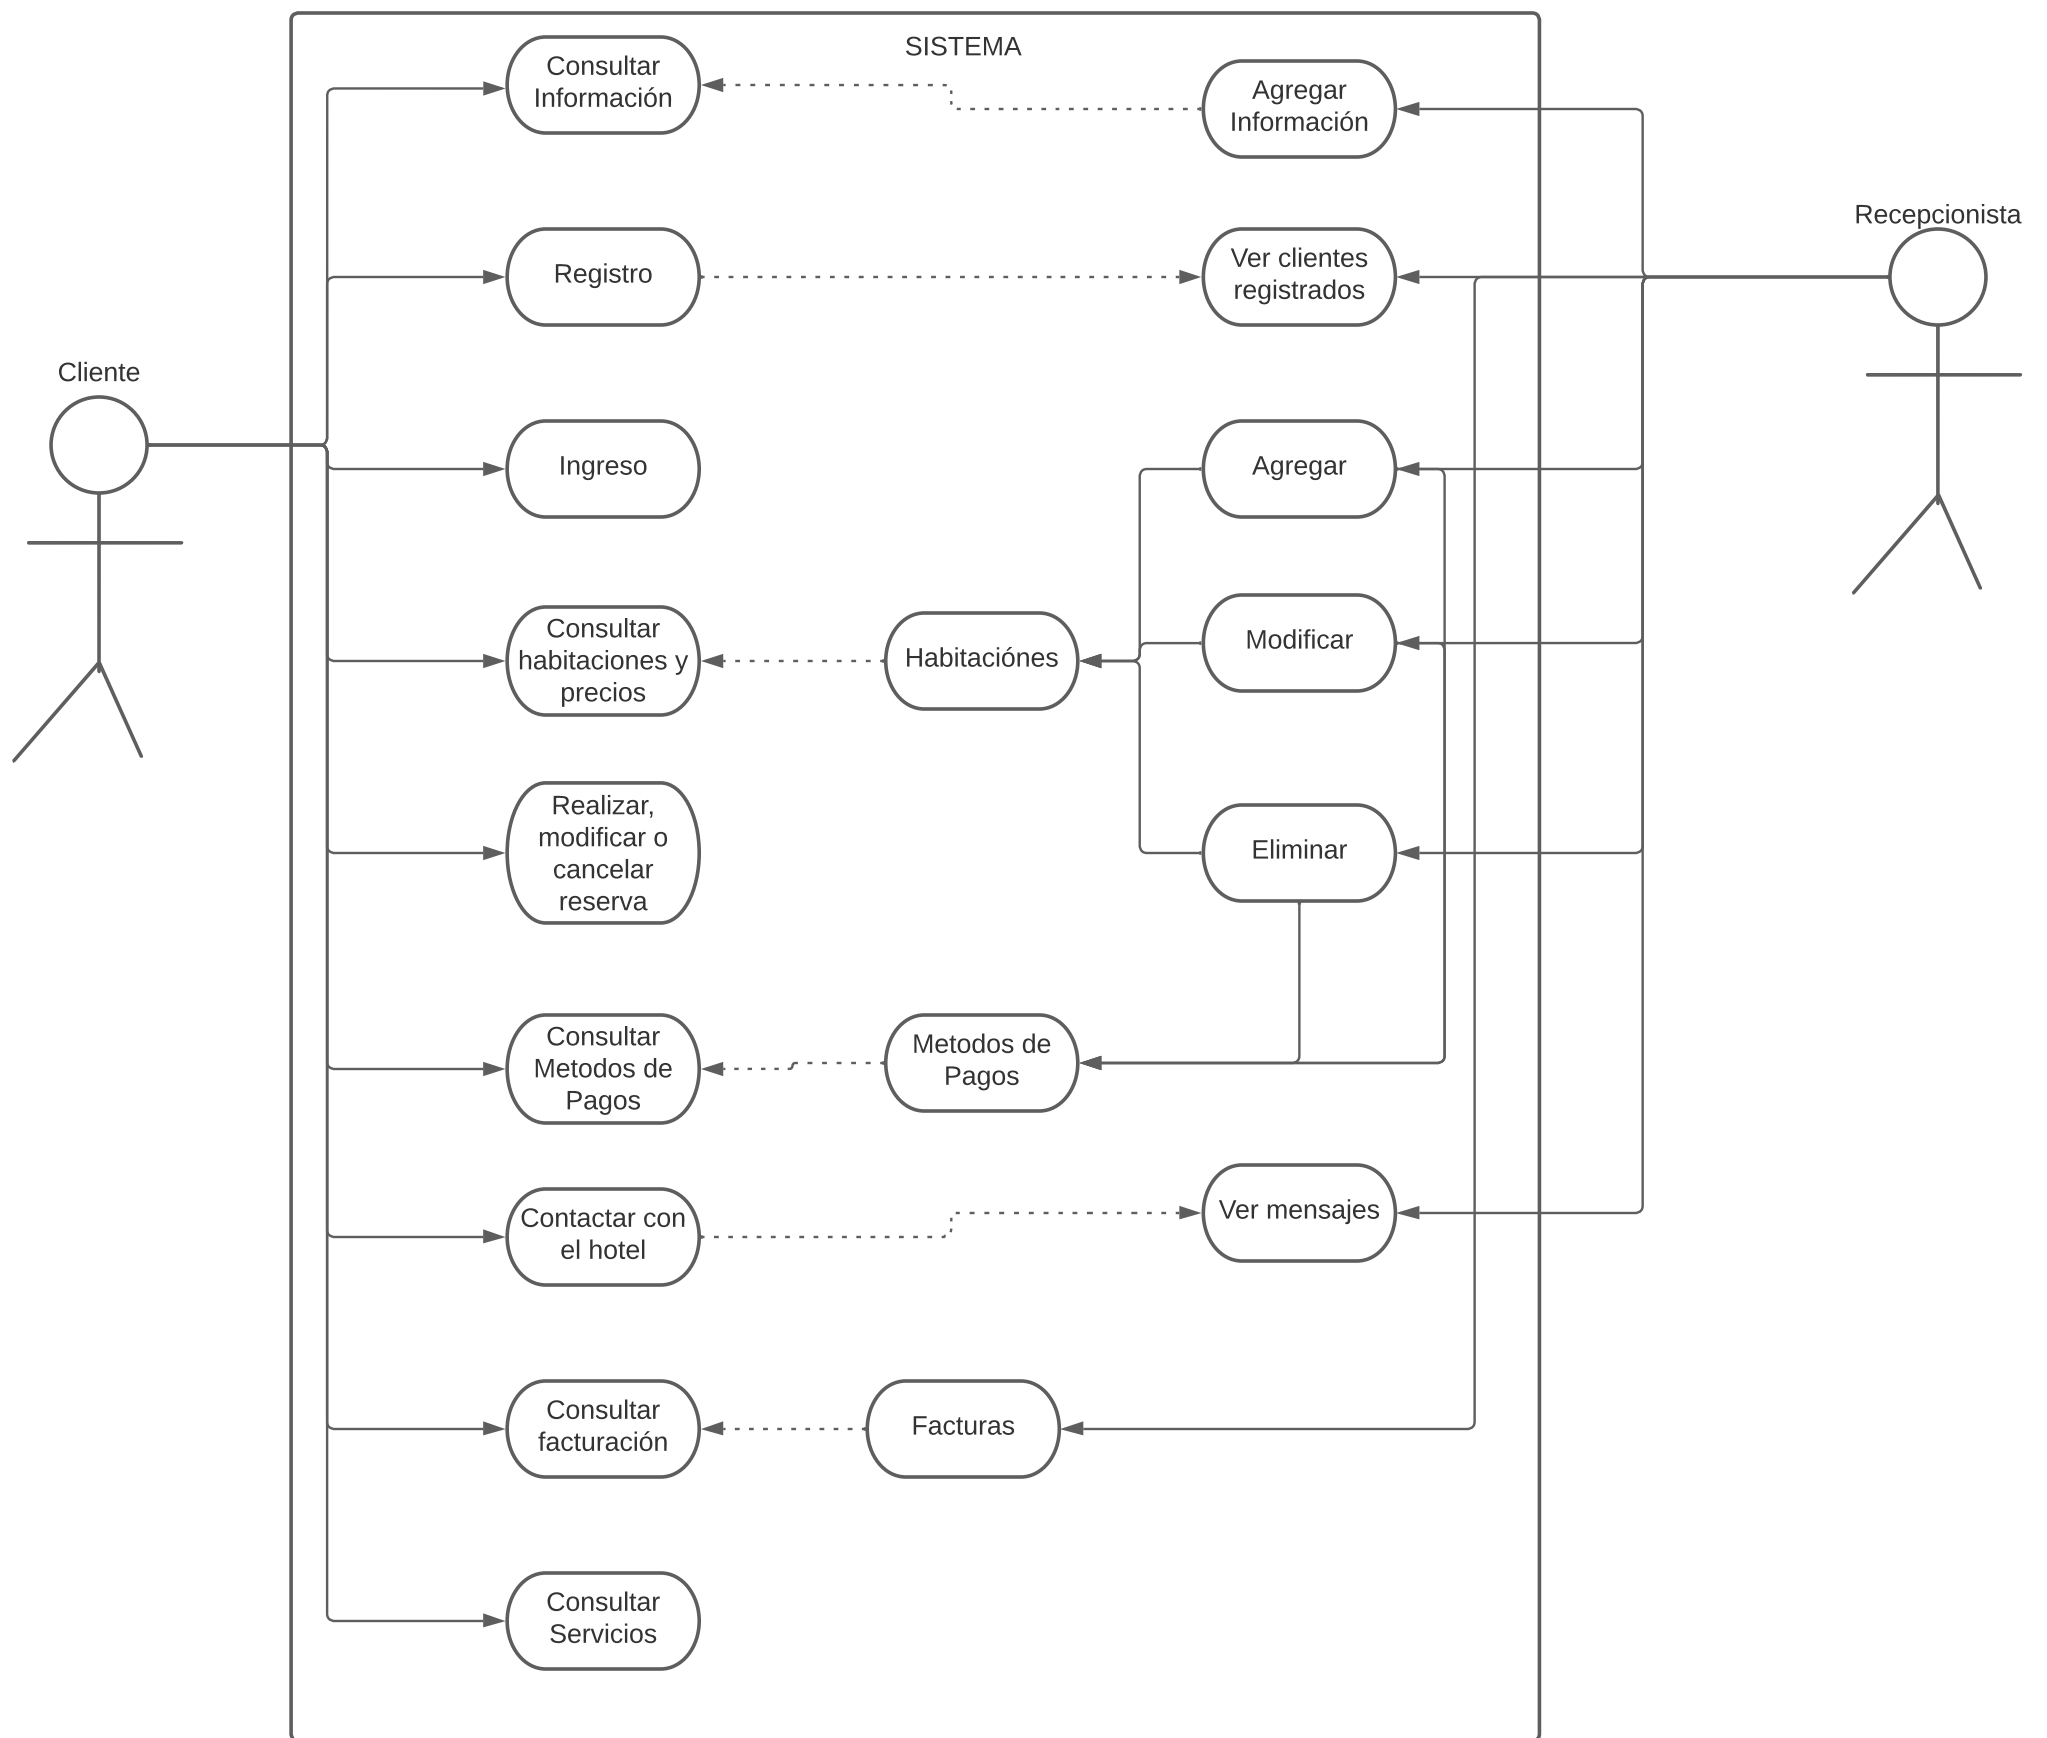 SISTEMA
Consultar
Información
Agregar
Información
Recepcionista
Registro
Ver clientes
registrados
Cliente
Ingreso
Agregar
Consultar
habitaciones y
precios
Habitaciónes
Modificar
Realizar,
modificar o
cancelar
reserva
Eliminar
Consultar
Metodos de
Pagos
Metodos de
Pagos
Contactar con
el hotel
Ver mensajes
Consultar
facturación
Facturas
Consultar
Servicios